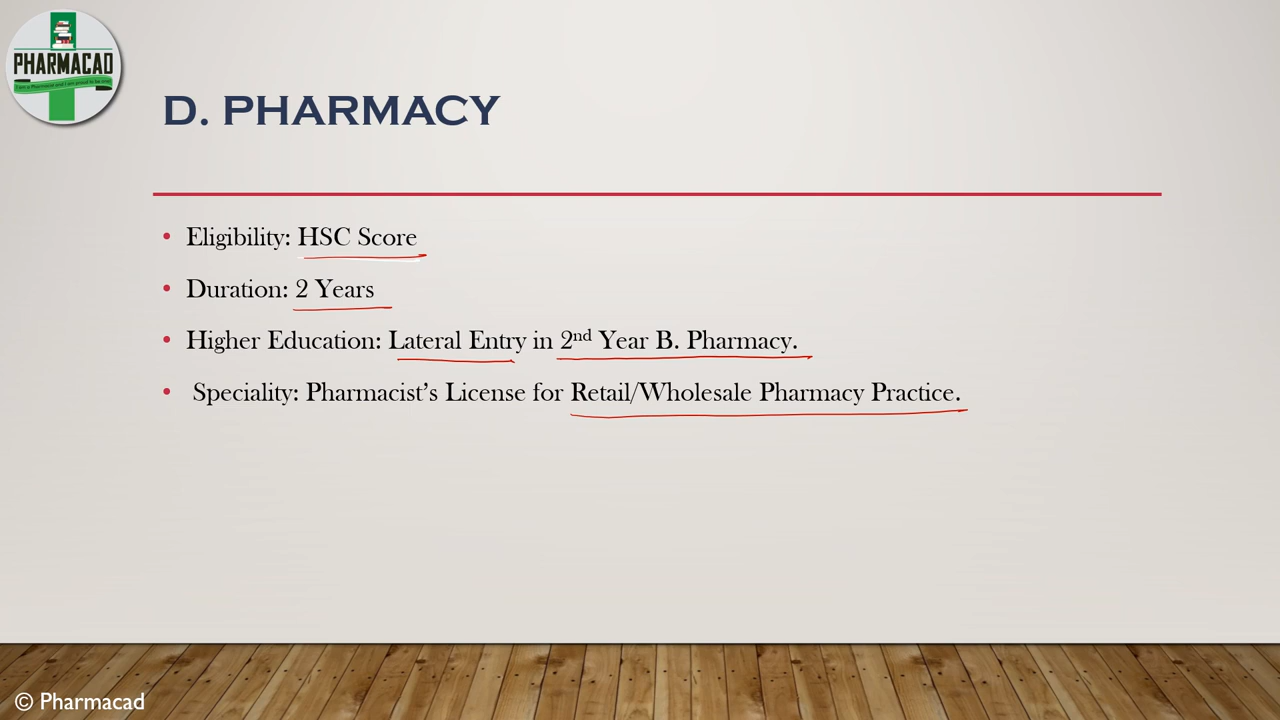 PHARMACAD
D. PHARMACY
• Eligibility: HSC Score
• Duration: 2 Years
• Higher Education: Lateral Entry in 2nd Year B. Pharmacy.
• Speciality: Pharmacist’s License for Retail/Wholesale Pharmacy Practice.
© Pharmacad